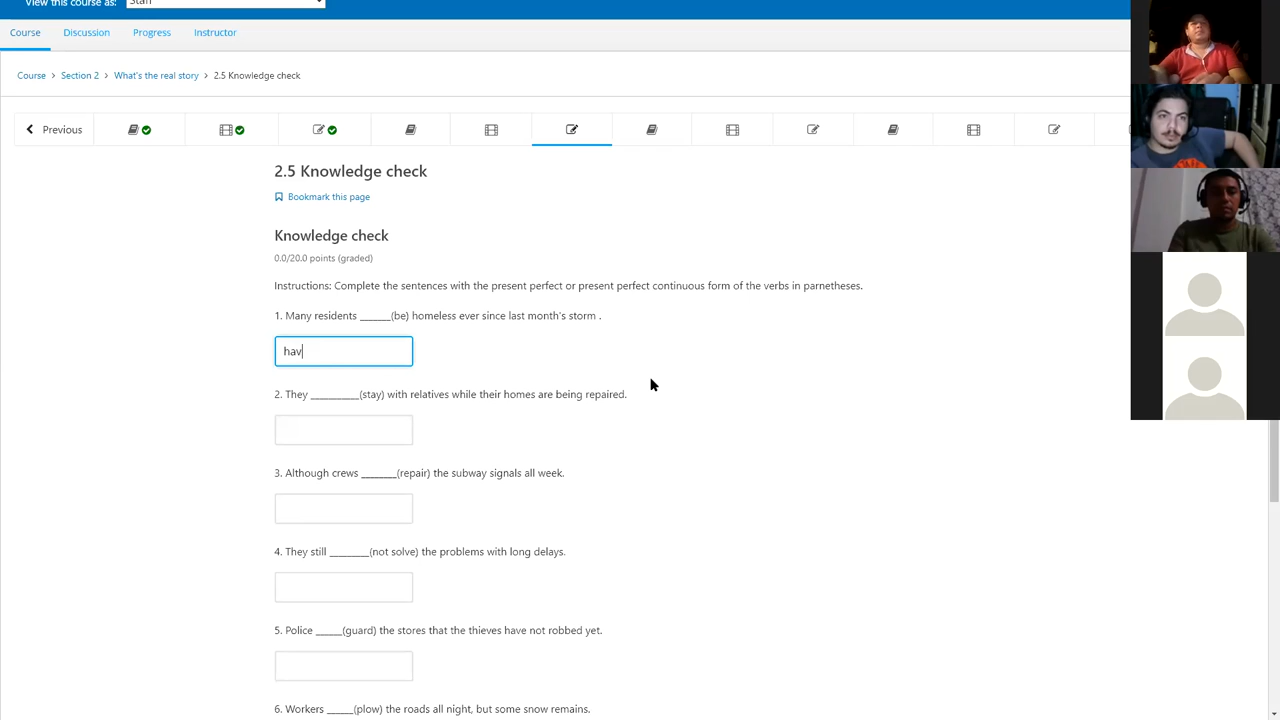 View this course as: Staff
Course Discussion Progress Instructor
Course > Section 2 > What's the real story > 2.5 Knowledge check
Previous
2.5 Knowledge check
Bookmark this page
Knowledge check
0.0/20.0 points (graded)
Instructions: Complete the sentences with the present perfect or present perfect continuous form of the verbs in parnetheses.
1. Many residents _______(be) homeless ever since last month's storm .
hav
2. They ___________(stay) with relatives while their homes are being repaired.
3. Although crews ________(repair) the subway signals all week.
4. They still ________(not solve) the problems with long delays.
5. Police ______(guard) the stores that the thieves have not robbed yet.
6. Workers ______(plow) the roads all night, but some snow remains.